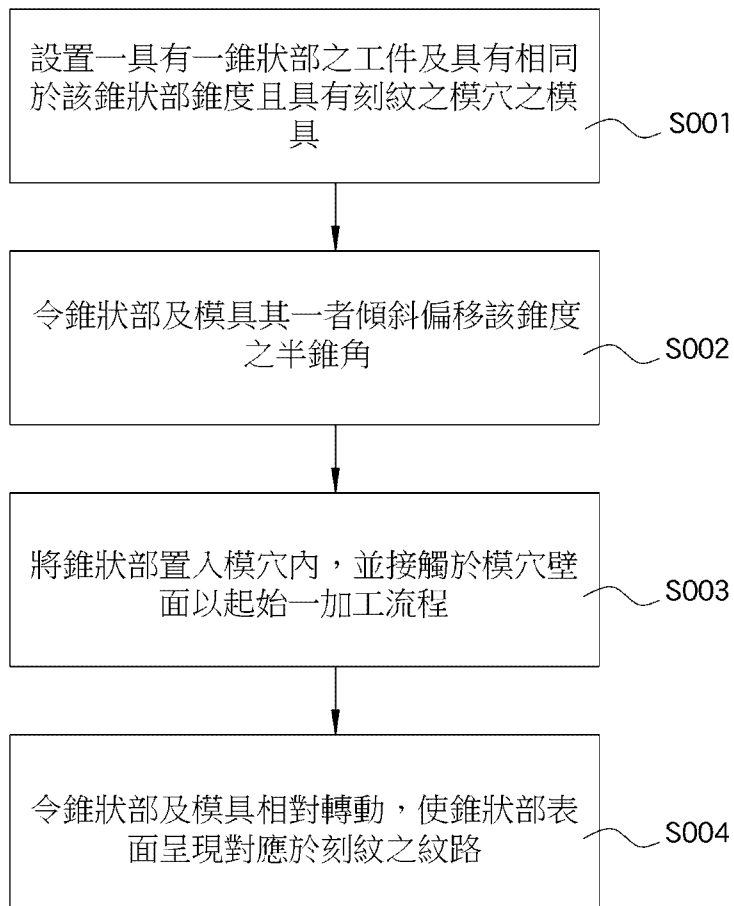 設置一具有一錐狀部之工件及具有相同
於該錐狀部錐度且具有刻紋之模穴之模
具
S001
令錐狀部及模具其一者傾斜偏移該錐度
之半錐角
S002
將錐狀部置入模穴內，並接觸於模穴壁
面以起始一加工流程
S003
令錐狀部及模具相對轉動，使錐狀部表
面呈現對應於刻紋之紋路
S004